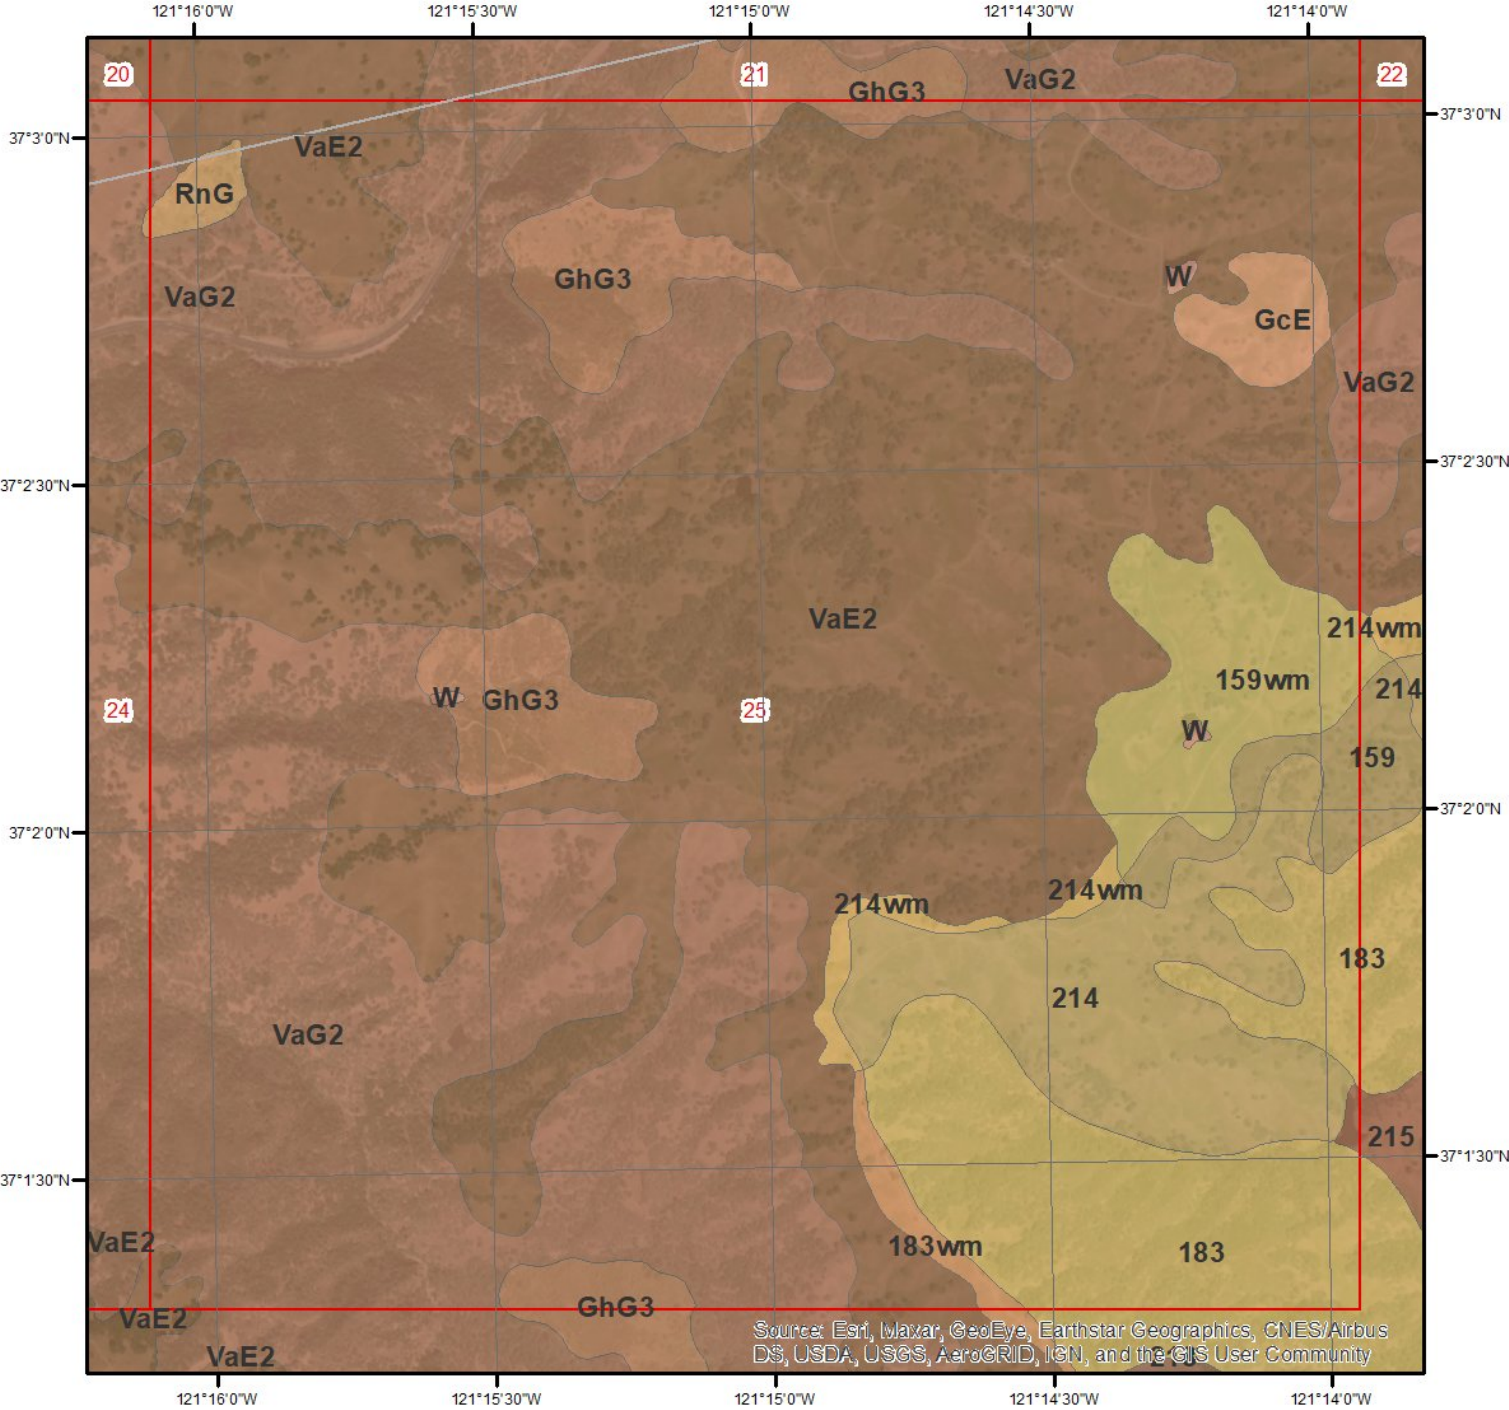 121°16'0"W 121°15'30"W 121°15'0"W 121°14'30"W 121°14'0"W
20 21 22
GhG3 VaG2
37°3'0"N 37°3'0"N
VaE2
RnG
GhG3 W
VaG2
GcE
VaG2
37°2'30"N 37°2'30"N
VaE2 214wm
159wm 214
W GhG3
24 25
W
159
37°2'0"N 37°2'0"N
214wm 214wm
183
214
VaG2
215
37°1'30"N 37°1'30"N
VaE2 183wm 183
GhG3
VaE2
Source: Esri, Maxar, GeoEye, Earthstar Geographics, CNES/Airbus
VaE2 DS, USDA, USGS, AeroGRID, IGN, and the GIS User Community
121°16'0"W 121°15'30"W 121°15'0"W 121°14'30"W 121°14'0"W